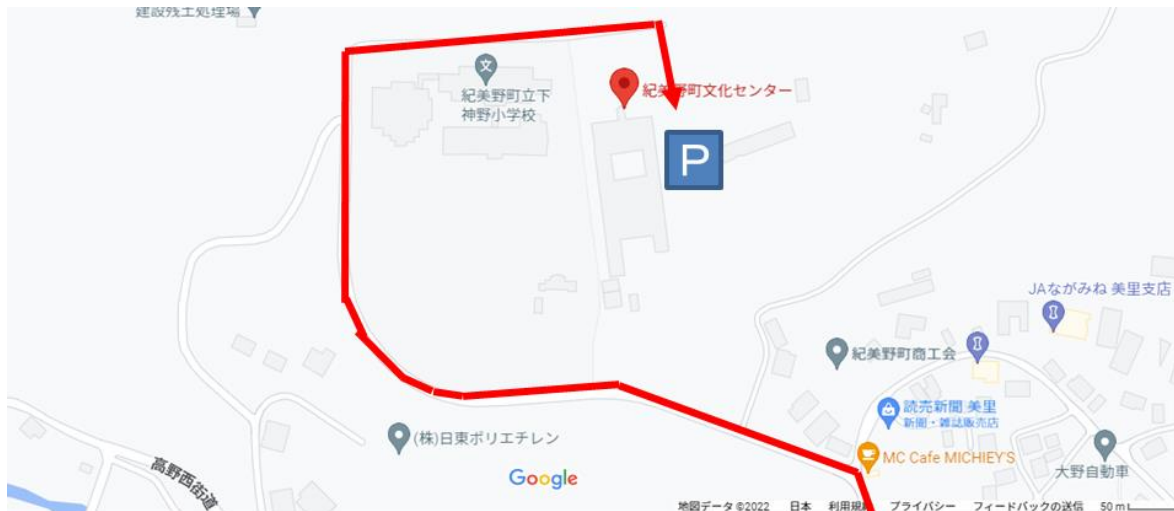 建設残土処理場
紀美野町立下
神野小学校
紀美野町文化センター
P
JAながみね 美里支店
紀美野町商工会
読売新聞 美里
新聞・雑誌販売店
(株)日東ポリエチレン
MC Cafe MICHIEY'S
大野自動車
高野西街道
Google
地図データ ©2022 日本 利用規約 プライバシー フィードバックの送信 50 m